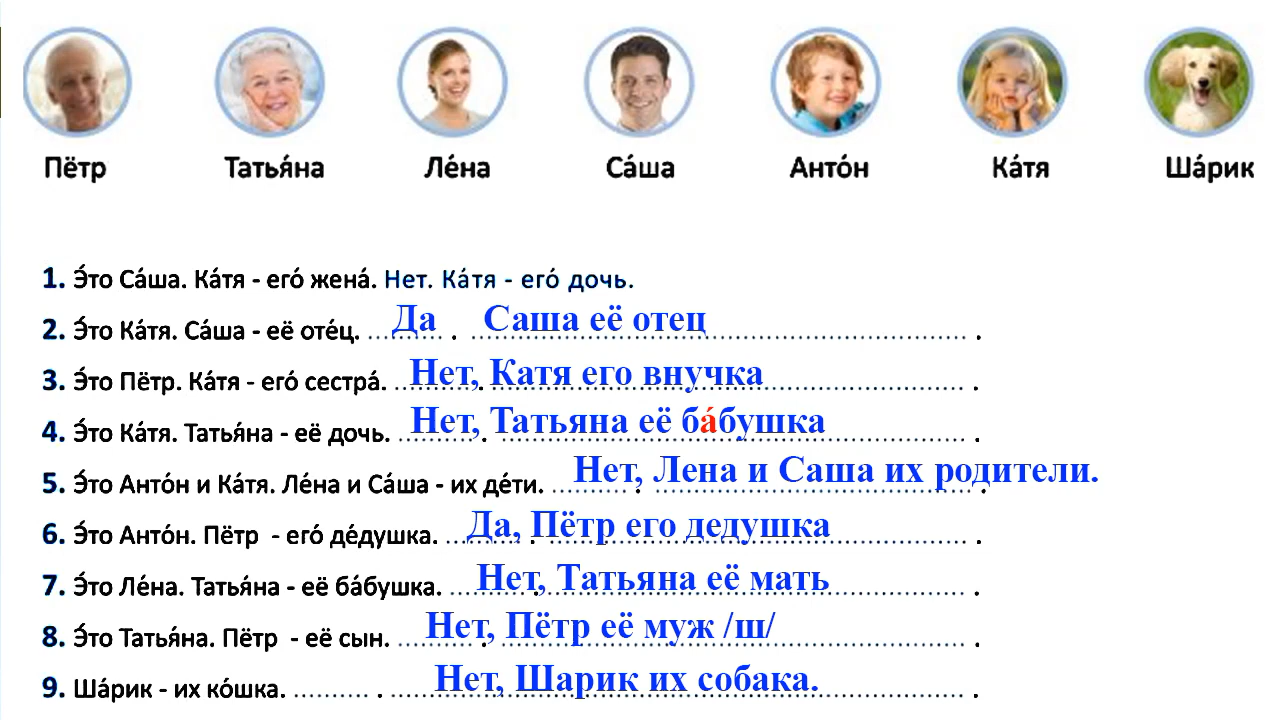 Пётр Татья́на Ле́на Са́ша Анто́н Ка́тя Ша́рик
1. Э́то Са́ша. Ка́тя - его́ жена́. Нет. Ка́тя - его́ дочь.
2. Э́то Ка́тя. Са́ша - её оте́ц. Да . Саша её отец .
3. Э́то Пётр. Ка́тя - его́ сестра́. Нет, Катя его внучка .
4. Э́то Ка́тя. Татья́на - её дочь. Нет, Татьяна её ба́бушка .
5. Э́то Анто́н и Ка́тя. Ле́на и Са́ша - их де́ти. Нет, Лена и Саша их родители.
6. Э́то Анто́н. Пётр - его́ де́душка. Да, Пётр его дедушка .
7. Э́то Ле́на. Татья́на - её ба́бушка. Нет, Татьяна её мать .
8. Э́то Татья́на. Пётр - её сын. Нет, Пётр её муж /ш/ .
9. Ша́рик - их ко́шка. Нет, Шарик их собака. .